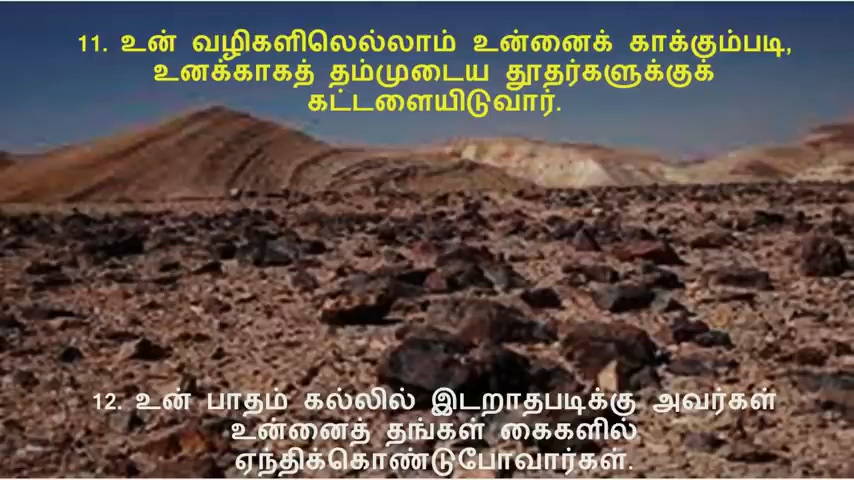 11. உன் வழிகளிலெல்லாம் உன்னைக் காக்கும்படி,
உனக்காகத் தம்முடைய தூதர்களுக்குக்
கட்டளையிடுவார்.
12. உன் பாதம் கல்லில் இடறாதபடிக்கு அவர்கள்
உன்னைத் தங்கள் கைகளில்
ஏந்திக்கொண்டுபோவார்கள்.